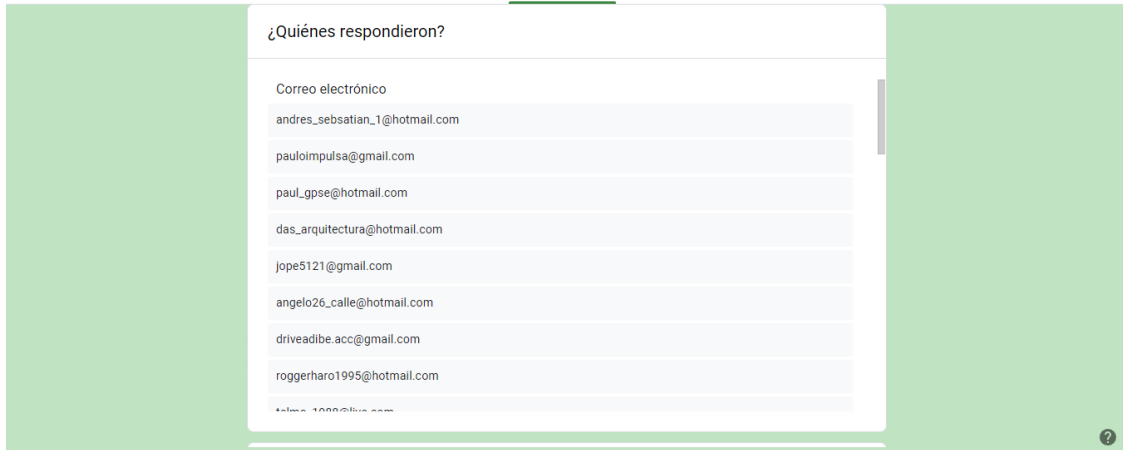 ¿Quiénes respondieron?
Correo electrónico
andres_sebsatian_1@hotmail.com
pauloimpulsa@gmail.com
paul_gpse@hotmail.com
das_arquitectura@hotmail.com
jope5121@gmail.com
angelo26_calle@hotmail.com
driveadibe.acc@gmail.com
roggerharo1995@hotmail.com